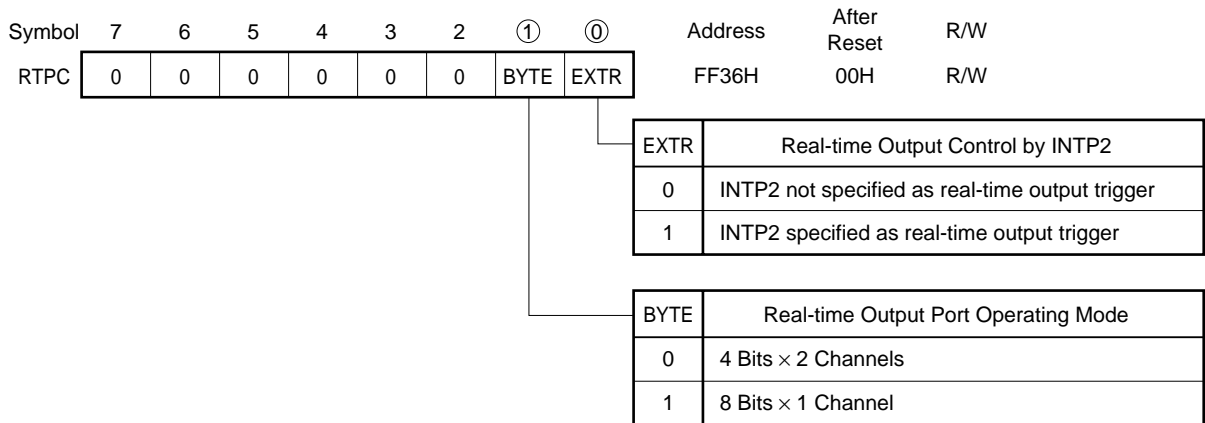 Symbol 7 6 5 4 3 2 ① ⓪ Address After Reset R/W
RTPC 0 0 0 0 0 0 BYTE EXTR FF36H 00H R/W
EXTR Real-time Output Control by INTP2
0 INTP2 not specified as real-time output trigger
1 INTP2 specified as real-time output trigger
BYTE Real-time Output Port Operating Mode
0 4 Bits × 2 Channels
1 8 Bits × 1 Channel